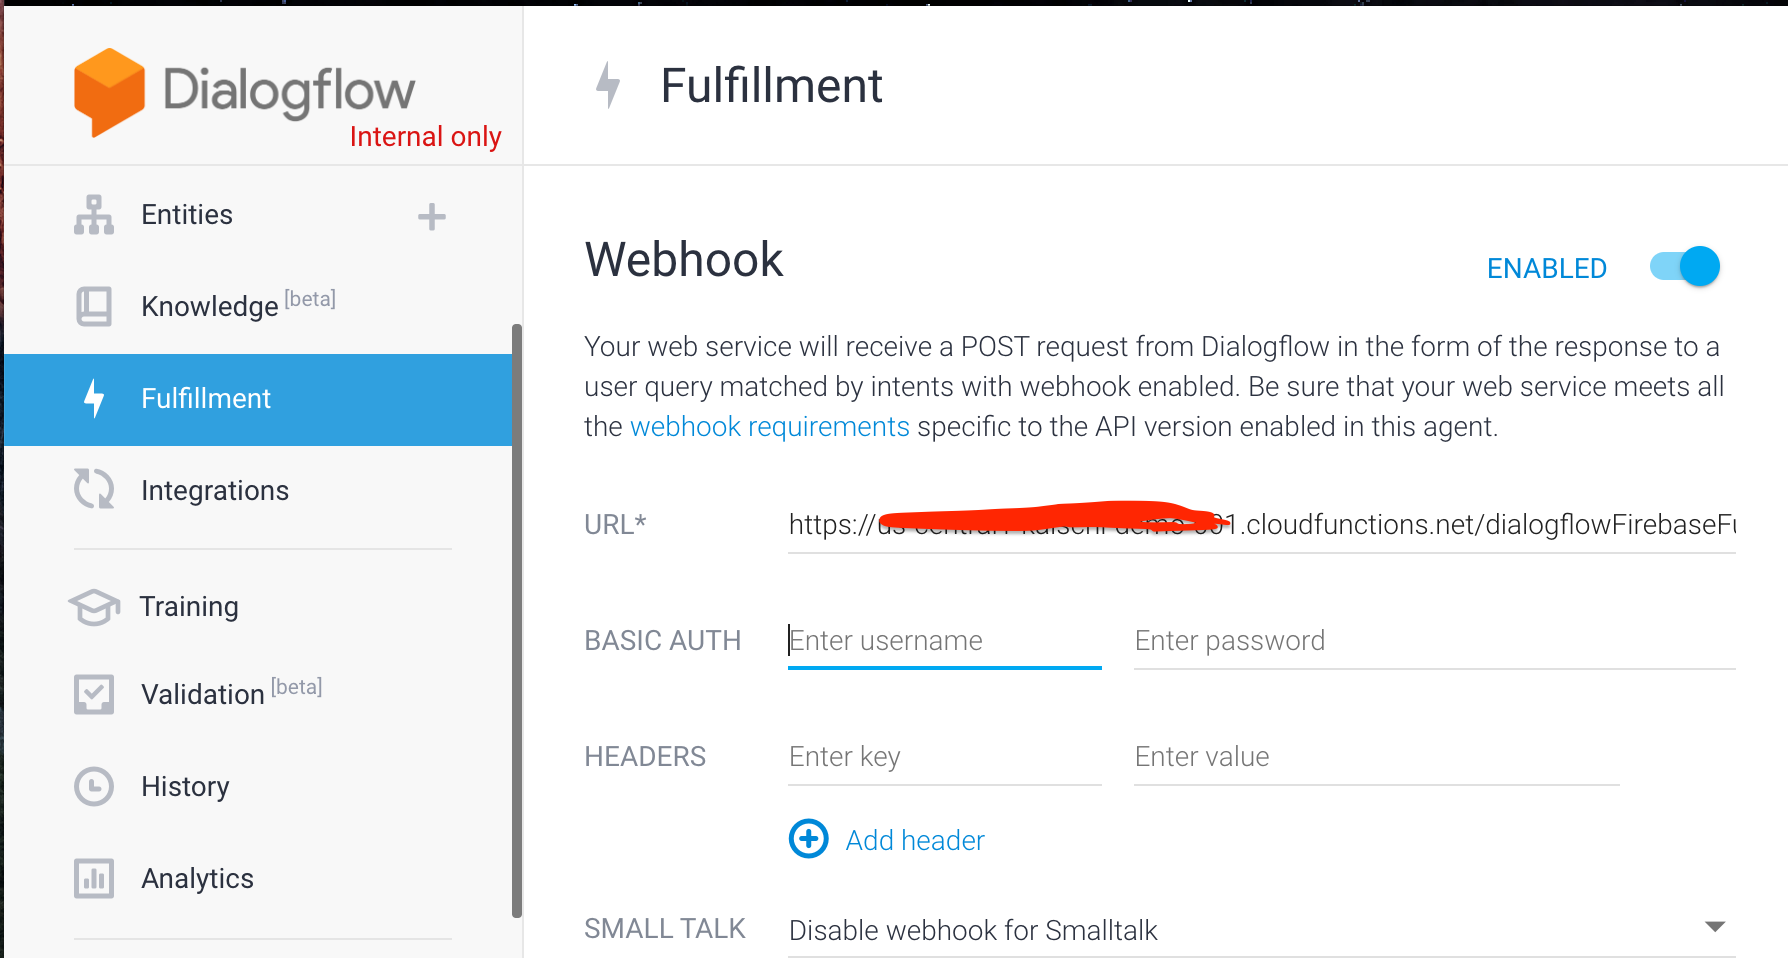 Dialogflow
Internal only
Entities
Knowledge [beta]
Fulfillment
Integrations
Training
Validation [beta]
History
Analytics
Fulfillment
Webhook
ENABLED
Your web service will receive a POST request from Dialogflow in the form of the response to a
user query matched by intents with webhook enabled. Be sure that your web service meets all
the webhook requirements specific to the API version enabled in this agent.
URL*
https:// .cloudfunctions.net/dialogflowFirebaseFu
BASIC AUTH
Enter username
Enter password
HEADERS
Enter key
Enter value
Add header
SMALL TALK
Disable webhook for Smalltalk